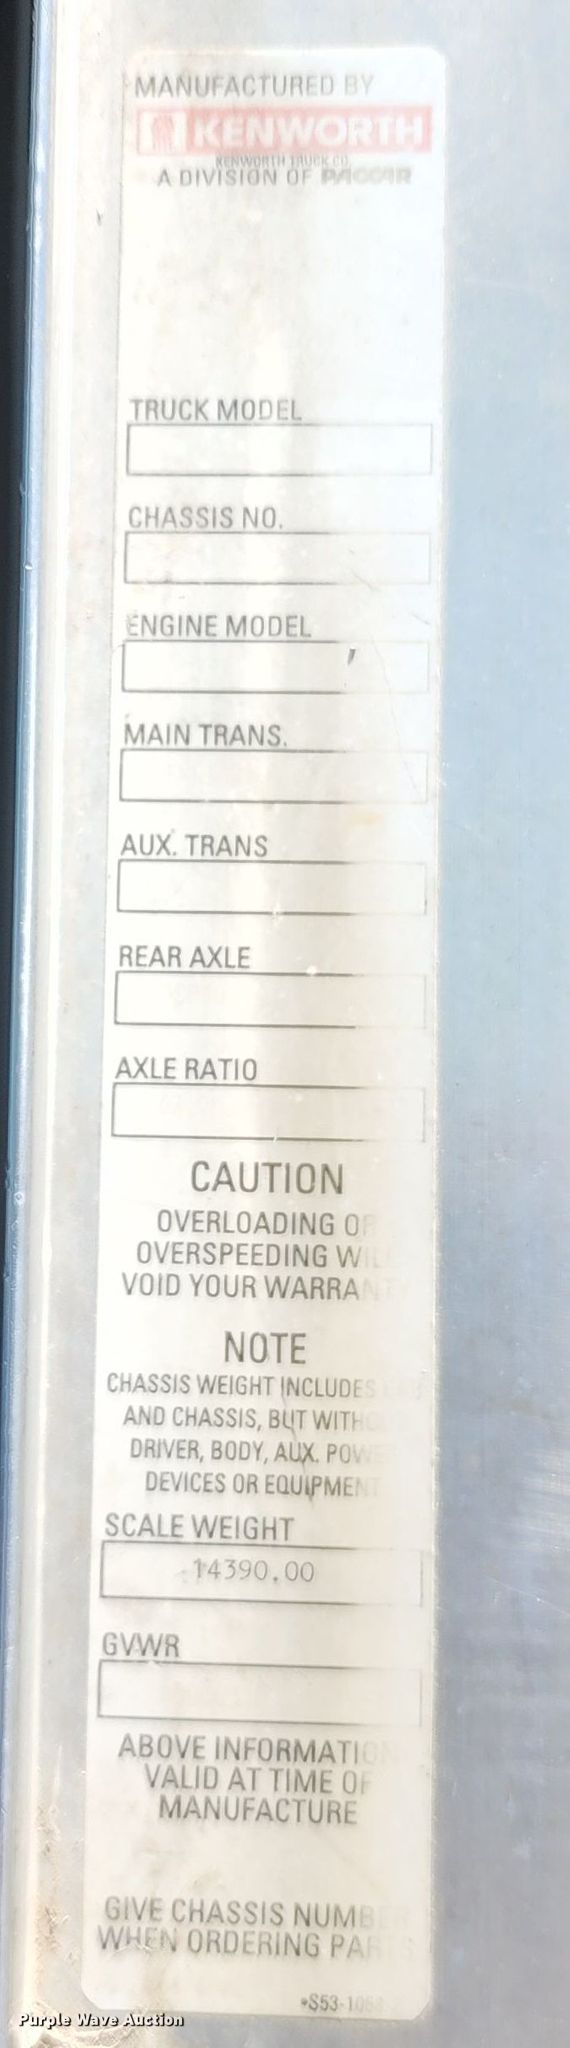 MANUFACTURED BY
KENWORTH
KENWORTH TRUCK CO.
A DIVISION OF PACCAR
TRUCK MODEL
CHASSIS NO.
ENGINE MODEL
MAIN TRANS.
AUX. TRANS
REAR AXLE
AXLE RATIO
CAUTION
OVERLOADING OR
OVERSPEEDING WILL
VOID YOUR WARRANTY
NOTE
CHASSIS WEIGHT INCLUDES CAB
AND CHASSIS, BUT WITHOUT
DRIVER, BODY, AUX. POWER
DEVICES OR EQUIPMENT
SCALE WEIGHT
14390.00
GVWR
ABOVE INFORMATION
VALID AT TIME OF
MANUFACTURE
GIVE CHASSIS NUMBER
WHEN ORDERING PARTS
Purple Wave Auction